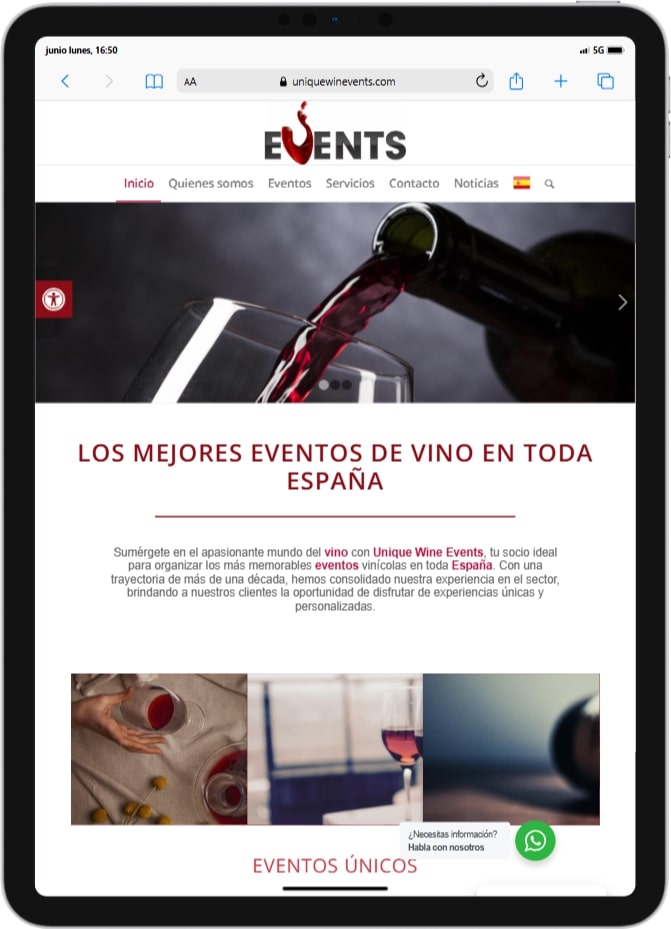 junio lunes, 16:50
5G
AA
uniquewinevents.com
EVENTS
Inicio Quienes somos Eventos Servicios Contacto Noticias
LOS MEJORES EVENTOS DE VINO EN TODA
ESPAÑA
Sumérgete en el apasionante mundo del vino con Unique Wine Events, tu socio ideal
para organizar los más memorables eventos vinícolas en toda España. Con una
trayectoria de más de una década, hemos consolidado nuestra experiencia en el sector,
brindando a nuestros clientes la oportunidad de disfrutar de experiencias únicas y
personalizadas.
¿Necesitas información?
Habla con nosotros
EVENTOS ÚNICOS